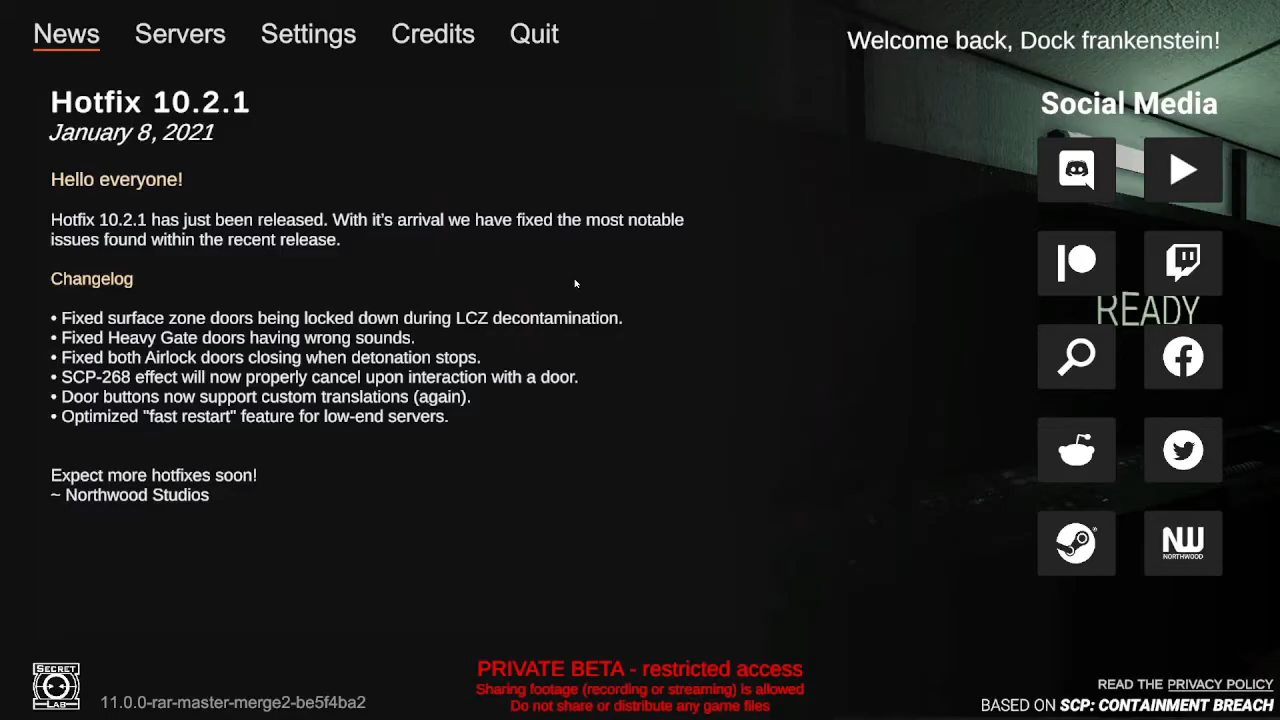 News Servers Settings Credits Quit
Welcome back, Dock frankenstein!
Hotfix 10.2.1
January 8, 2021
Hello everyone!
Hotfix 10.2.1 has just been released. With it's arrival we have fixed the most notable
issues found within the recent release.
Changelog
• Fixed surface zone doors being locked down during LCZ decontamination.
• Fixed Heavy Gate doors having wrong sounds.
• Fixed both Airlock doors closing when detonation stops.
• SCP-268 effect will now properly cancel upon interaction with a door.
• Door buttons now support custom translations (again).
• Optimized "fast restart" feature for low-end servers.
Expect more hotfixes soon!
~ Northwood Studios
Social Media
READY
NW
NORTHWOOD
SECRET
LAB
11.0.0-rar-master-merge2-be5f4ba2
PRIVATE BETA - restricted access
Sharing footage (recording or streaming) is allowed
Do not share or distribute any game files
READ THE PRIVACY POLICY
BASED ON SCP: CONTAINMENT BREACH